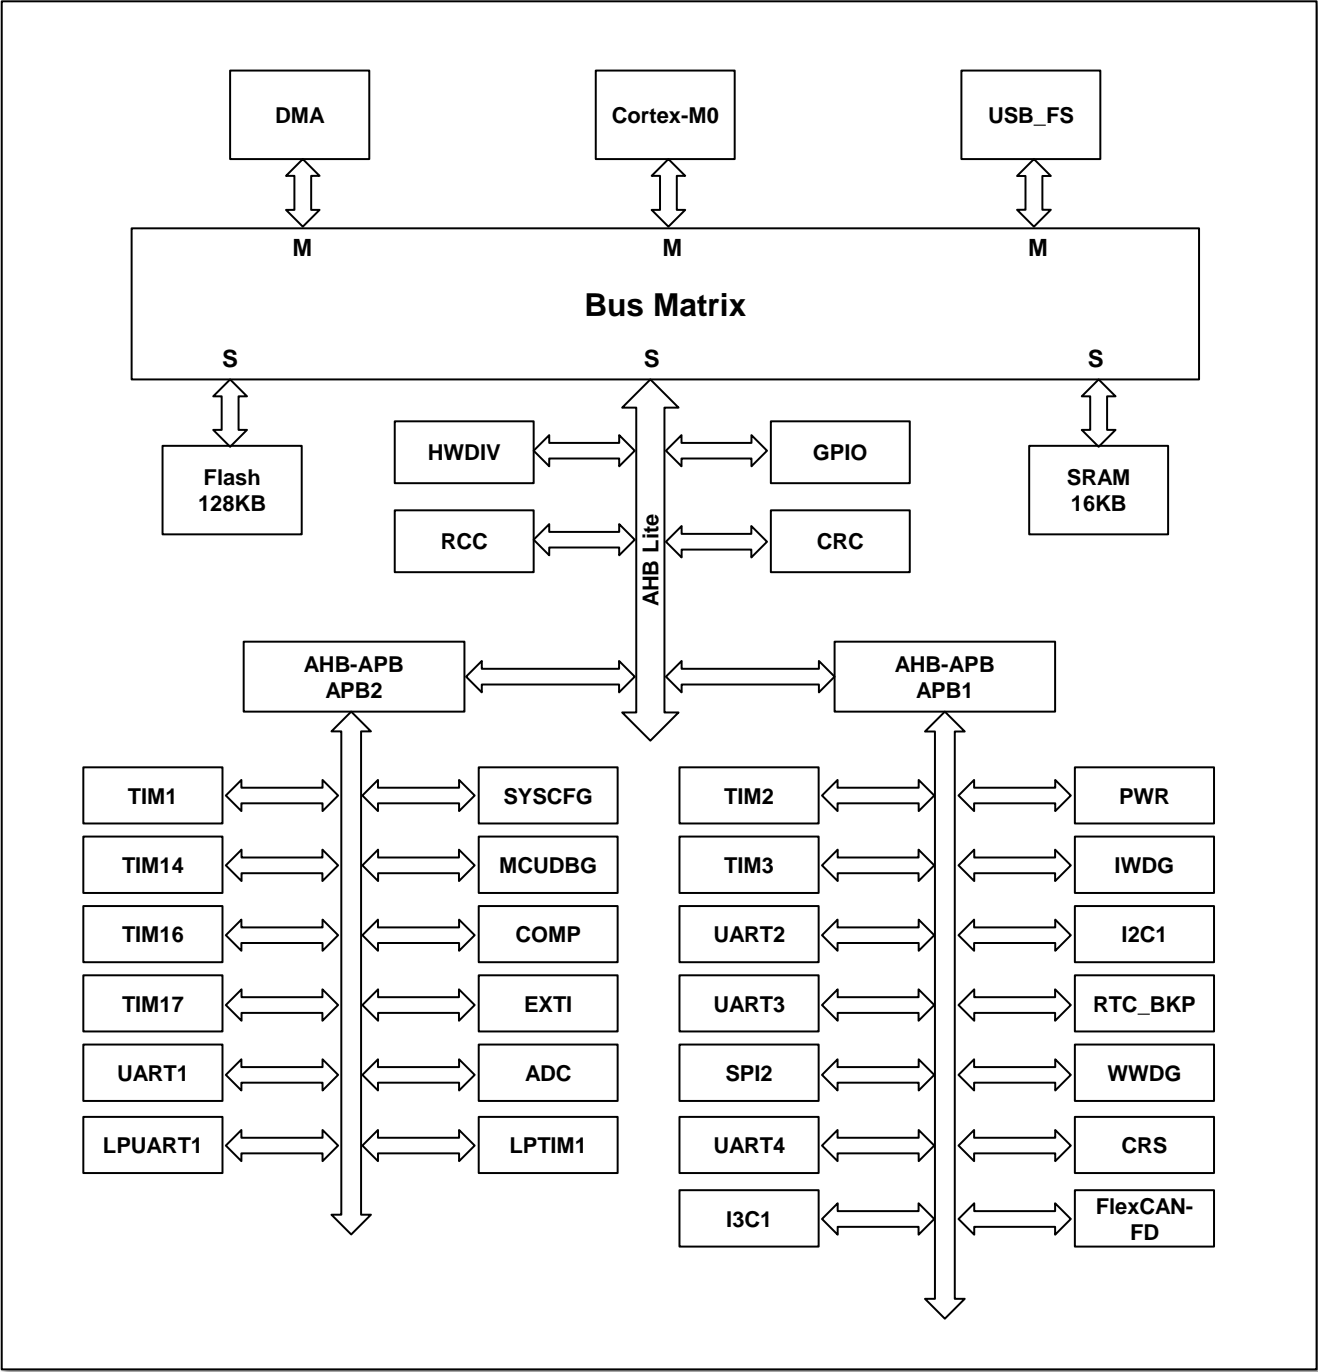 DMA
Cortex-M0
USB_FS
M
M
M
Bus Matrix
S
S
S
HWDIV
GPIO
Flash
128KB
SRAM
16KB
RCC
CRC
AHB Lite
AHB-APB
APB2
AHB-APB
APB1
TIM1
SYSCFG
TIM2
PWR
TIM14
MCUDBG
TIM3
IWDG
TIM16
COMP
UART2
I2C1
TIM17
EXTI
UART3
RTC_BKP
UART1
ADC
SPI2
WWDG
LPUART1
LPTIM1
UART4
CRS
I3C1
FlexCAN-
FD